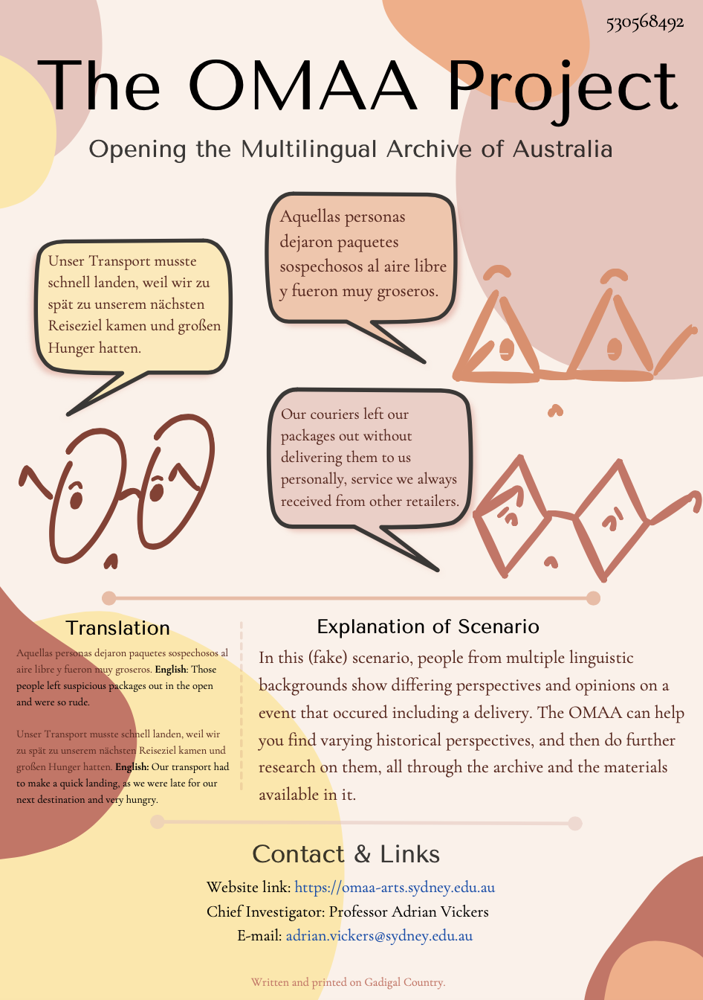 530568492
The OMAA Project
Opening the Multilingual Archive of Australia
Aquellas personas
dejaron paquetes
sospechosos al aire libre
y fueron muy groseros.
Unser Transport musste
schnell landen, weil wir zu
spät zu unserem nächsten
Reiseziel kamen und großen
Hunger hatten.
Our couriers left our
packages out without
delivering them to us
personally, service we always
received from other retailers.
Translation
Aquellas personas dejaron paquetes sospechosos al
aire libre y fueron muy groseros. English: Those
people left suspicious packages out in the open
and were so rude.
Unser Transport musste schnell landen, weil wir
zu spät zu unserem nächsten Reiseziel kamen und
großen Hunger hatten. English: Our transport had
to make a quick landing, as we were late for our
next destination and very hungry.
Explanation of Scenario
In this (fake) scenario, people from multiple linguistic
backgrounds show differing perspectives and opinions on a
event that occured including a delivery. The OMAA can help
you find varying historical perspectives, and then do further
research on them, all through the archive and the materials
available in it.
Contact & Links
Website link: https://omaa-arts.sydney.edu.au
Chief Investigator: Professor Adrian Vickers
E-mail: adrian.vickers@sydney.edu.au
Written and printed on Gadigal Country.